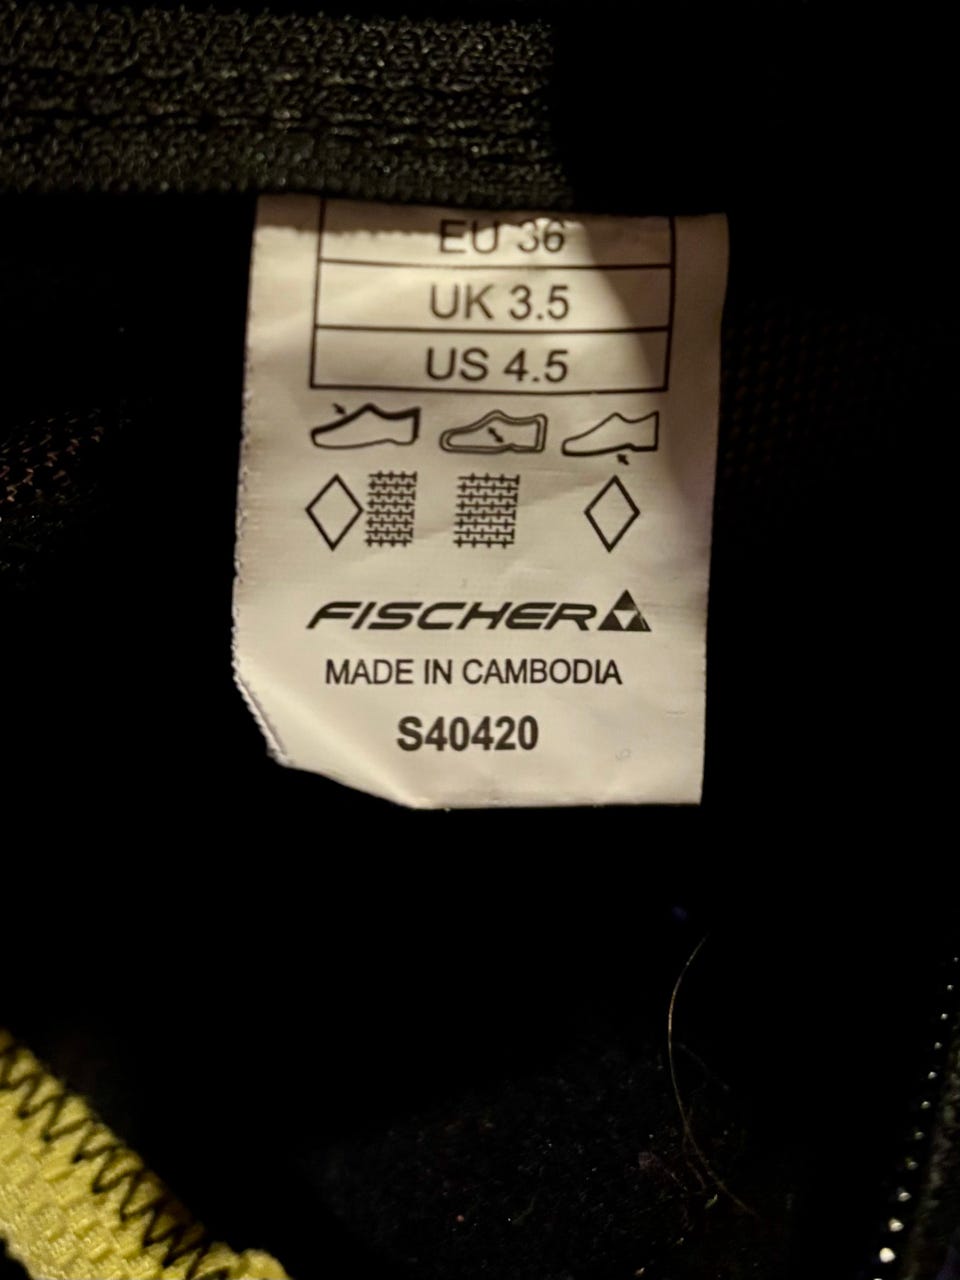 EU 36
UK 3.5
US 4.5
FISCHER
MADE IN CAMBODIA
S40420